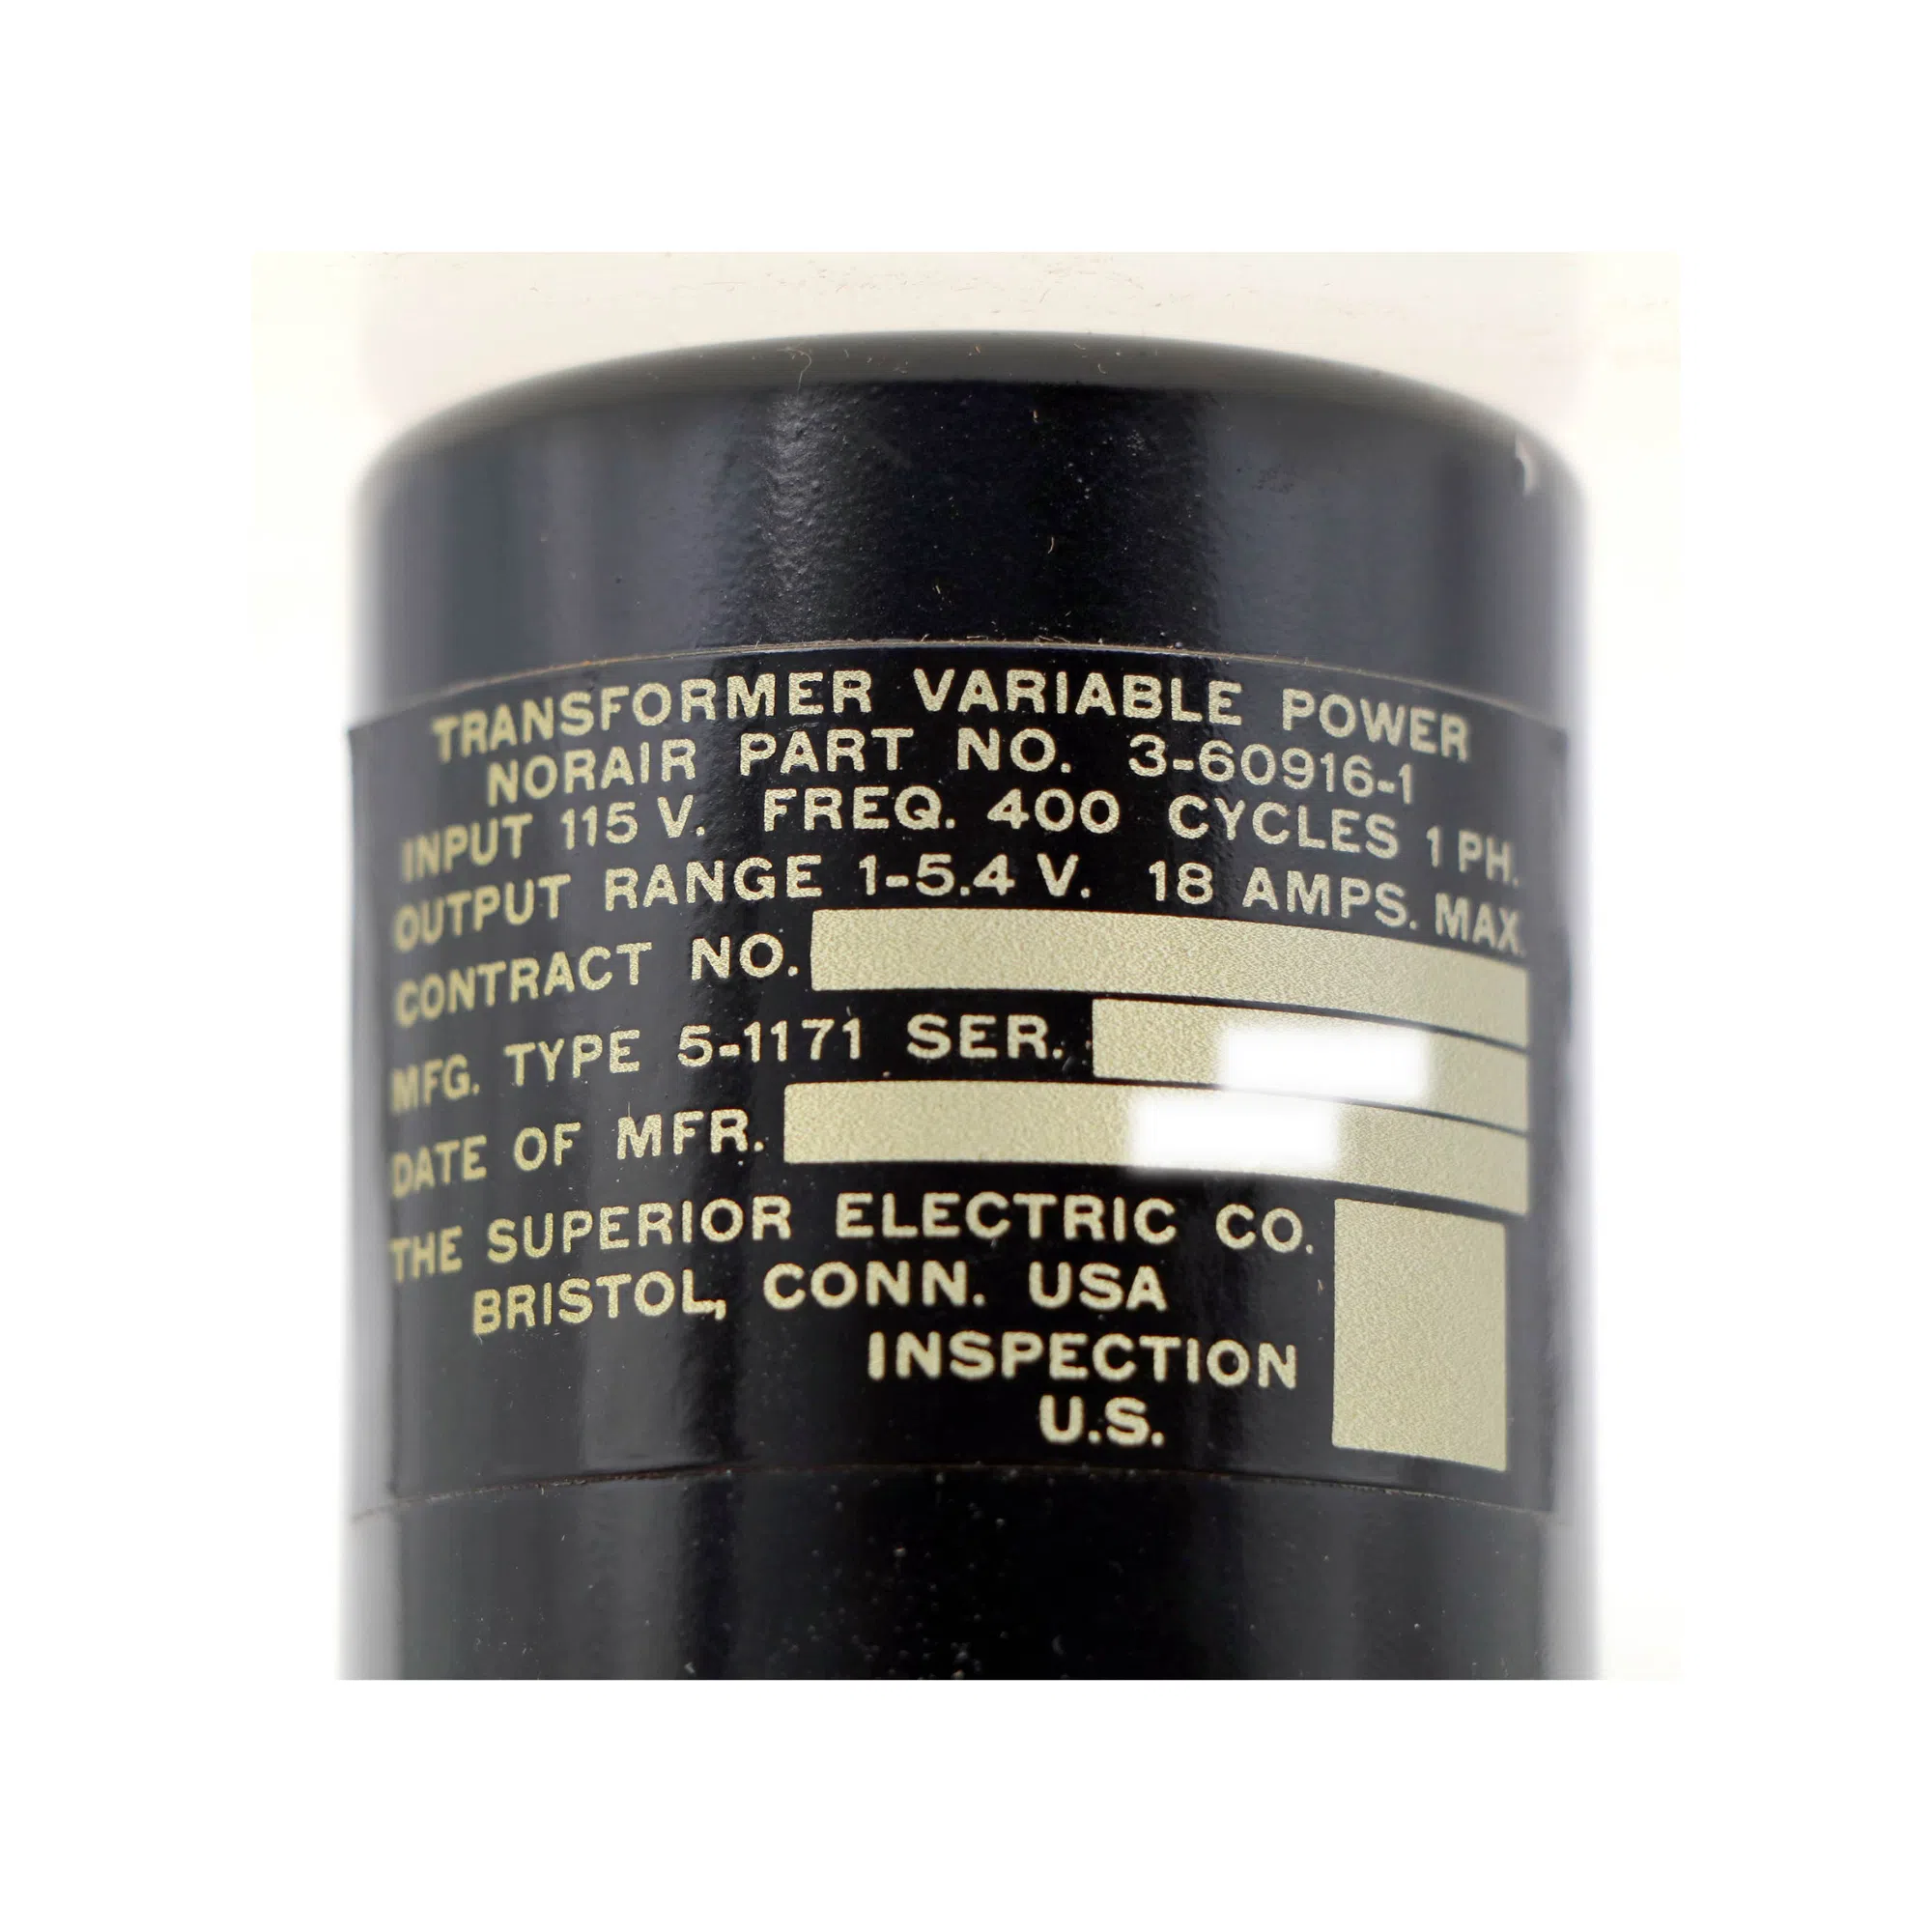 TRANSFORMER VARIABLE POWER
NORAIR PART NO. 3-60916-1
INPUT 115 V. FREQ. 400 CYCLES 1 PH.
OUTPUT RANGE 1-5.4 V. 18 AMPS. MAX.
CONTRACT NO.
MFG. TYPE 5-1171 SER.
DATE OF MFR.
THE SUPERIOR ELECTRIC CO.
BRISTOL, CONN. USA
INSPECTION
U.S.